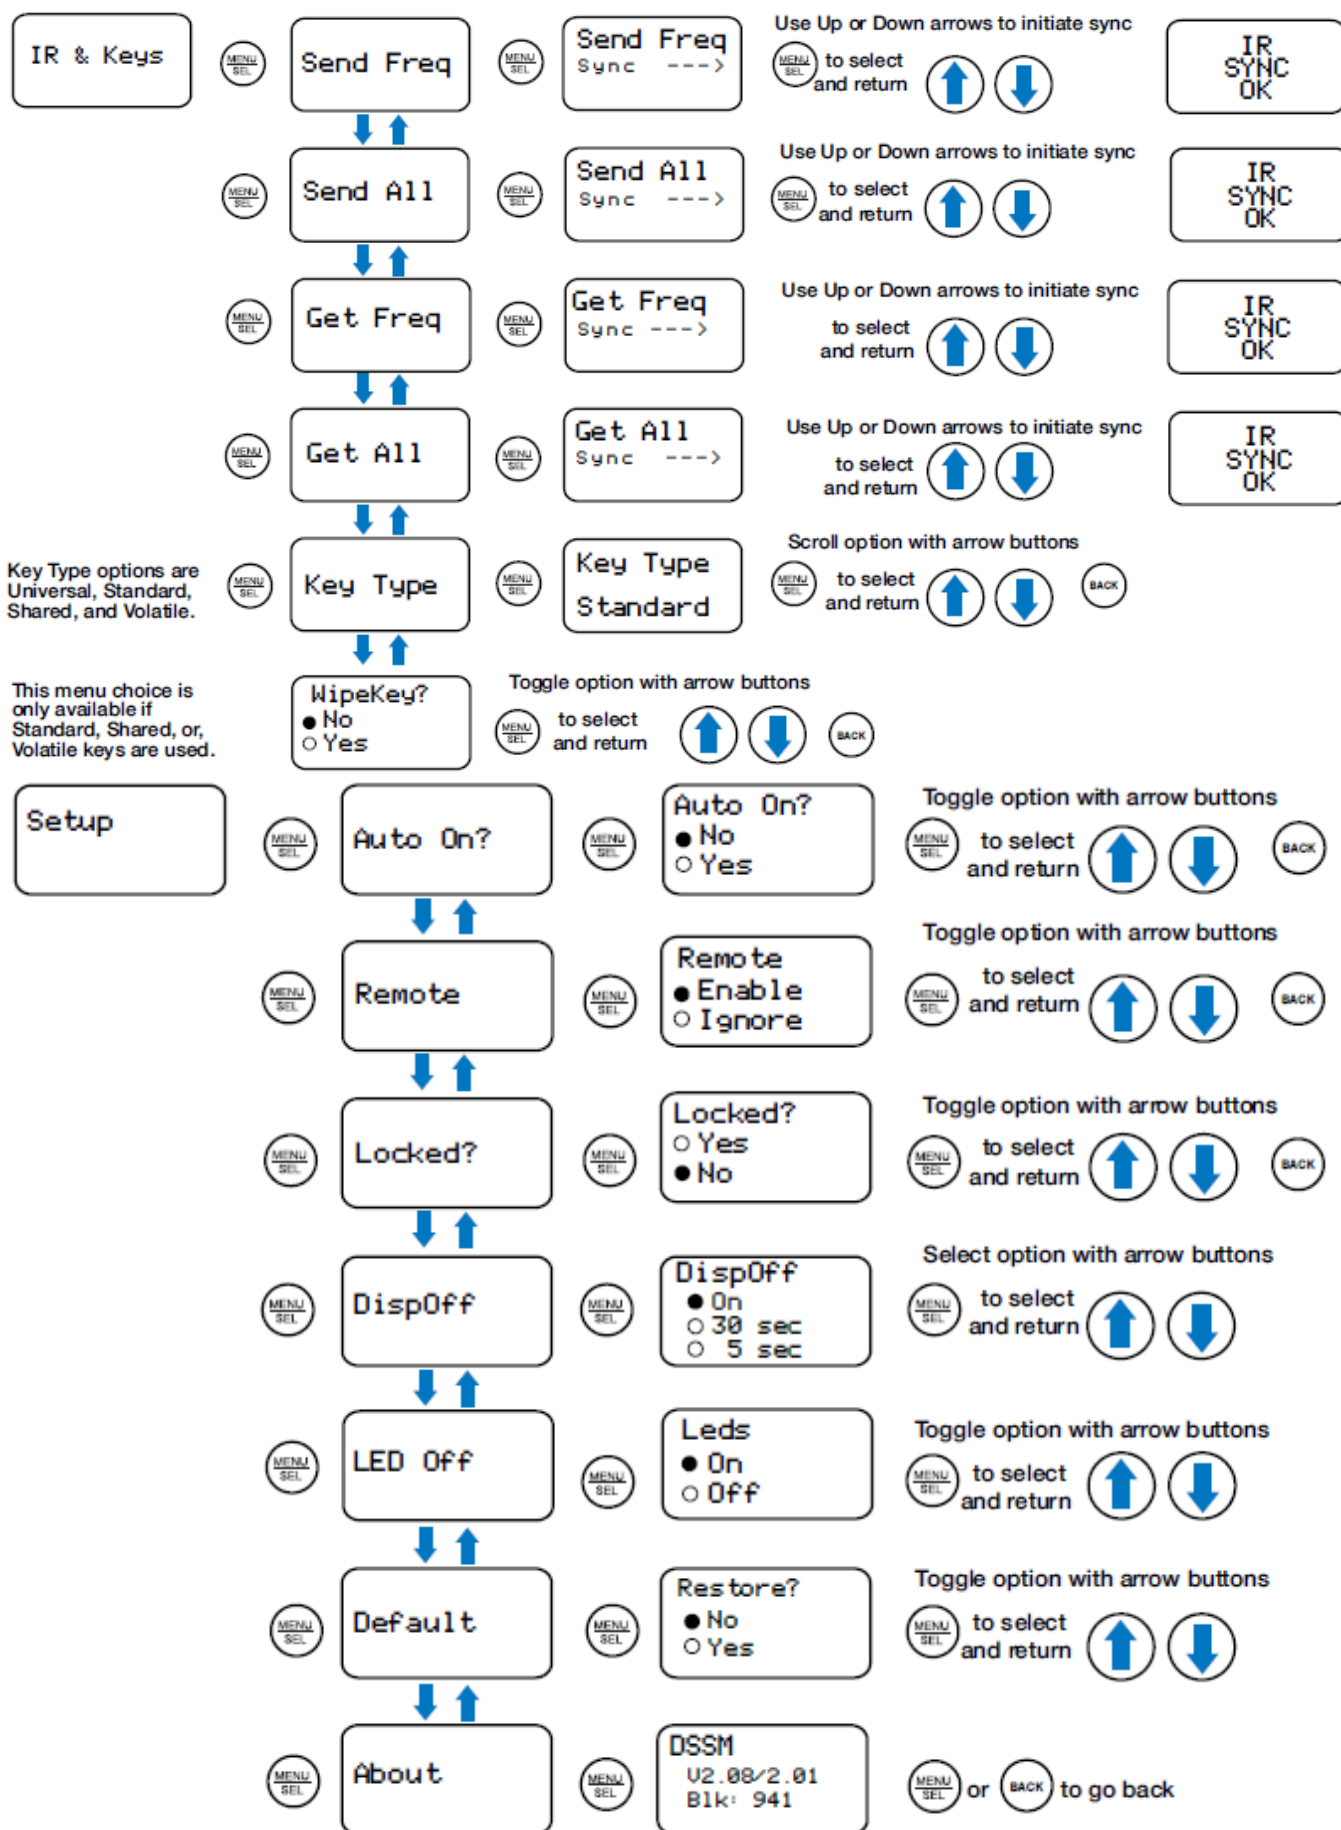 IR & Keys
MENU
SEL
Send Freq
MENU
SEL
Send Freq
Sync --->
Use Up or Down arrows to initiate sync
MENU
SEL
to select
and return
IR
SYNC
OK
MENU
SEL
Send All
MENU
SEL
Send All
Sync --->
Use Up or Down arrows to initiate sync
MENU
SEL
to select
and return
IR
SYNC
OK
MENU
SEL
Get Freq
MENU
SEL
Get Freq
Sync --->
Use Up or Down arrows to initiate sync
to select
and return
IR
SYNC
OK
MENU
SEL
Get All
MENU
SEL
Get All
Sync --->
Use Up or Down arrows to initiate sync
to select
and return
IR
SYNC
OK
Key Type options are
Universal, Standard,
Shared, and Volatile.
MENU
SEL
Key Type
MENU
SEL
Key Type
Standard
Scroll option with arrow buttons
MENU
SEL
to select
and return
BACK
This menu choice is
only available if
Standard, Shared, or,
Volatile keys are used.
WipeKey?
No
Yes
Toggle option with arrow buttons
MENU
SEL
to select
and return
BACK
Setup
MENU
SEL
Auto On?
MENU
SEL
Auto On?
No
Yes
Toggle option with arrow buttons
MENU
SEL
to select
and return
BACK
MENU
SEL
Remote
MENU
SEL
Remote
Enable
Ignore
Toggle option with arrow buttons
MENU
SEL
to select
and return
BACK
MENU
SEL
Locked?
MENU
SEL
Locked?
Yes
No
Toggle option with arrow buttons
MENU
SEL
to select
and return
BACK
MENU
SEL
DispOff
MENU
SEL
DispOff
On
30 sec
5 sec
Select option with arrow buttons
MENU
SEL
to select
and return
MENU
SEL
LED Off
MENU
SEL
Leds
On
Off
Toggle option with arrow buttons
MENU
SEL
to select
and return
MENU
SEL
Default
MENU
SEL
Restore?
No
Yes
Toggle option with arrow buttons
MENU
SEL
to select
and return
MENU
SEL
About
MENU
SEL
DSSM
V2.08/2.01
Blk: 941
MENU
SEL
or
BACK
to go back